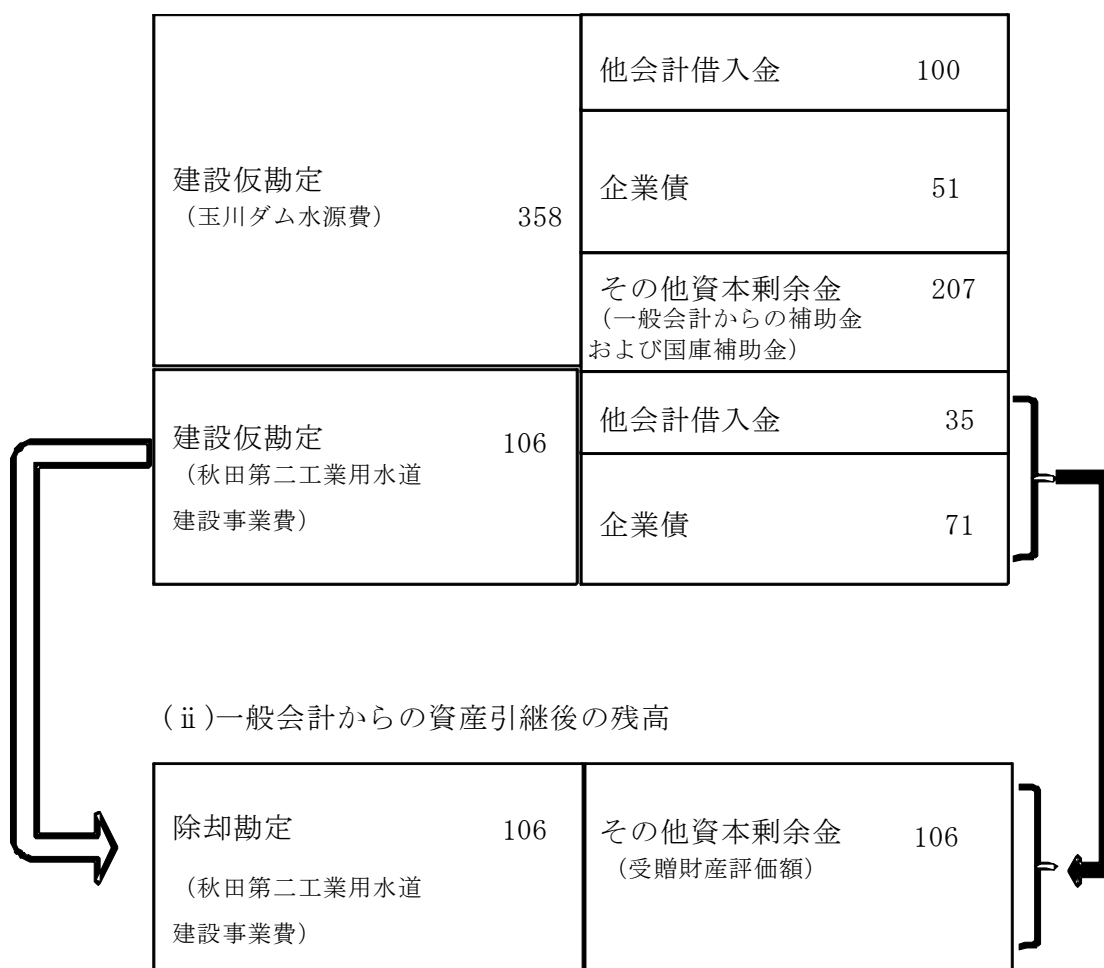 建設仮勘定
（玉川ダム水源費） 358
他会計借入金 100
企業債 51
その他資本剰余金 207
（一般会計からの補助金
および国庫補助金）
建設仮勘定 106
（秋田第二工業用水道
建設事業費）
他会計借入金 35
企業債 71
(ⅱ)一般会計からの資産引継後の残高
除却勘定 106
（秋田第二工業用水道
建設事業費）
その他資本剰余金 106
（受贈財産評価額）